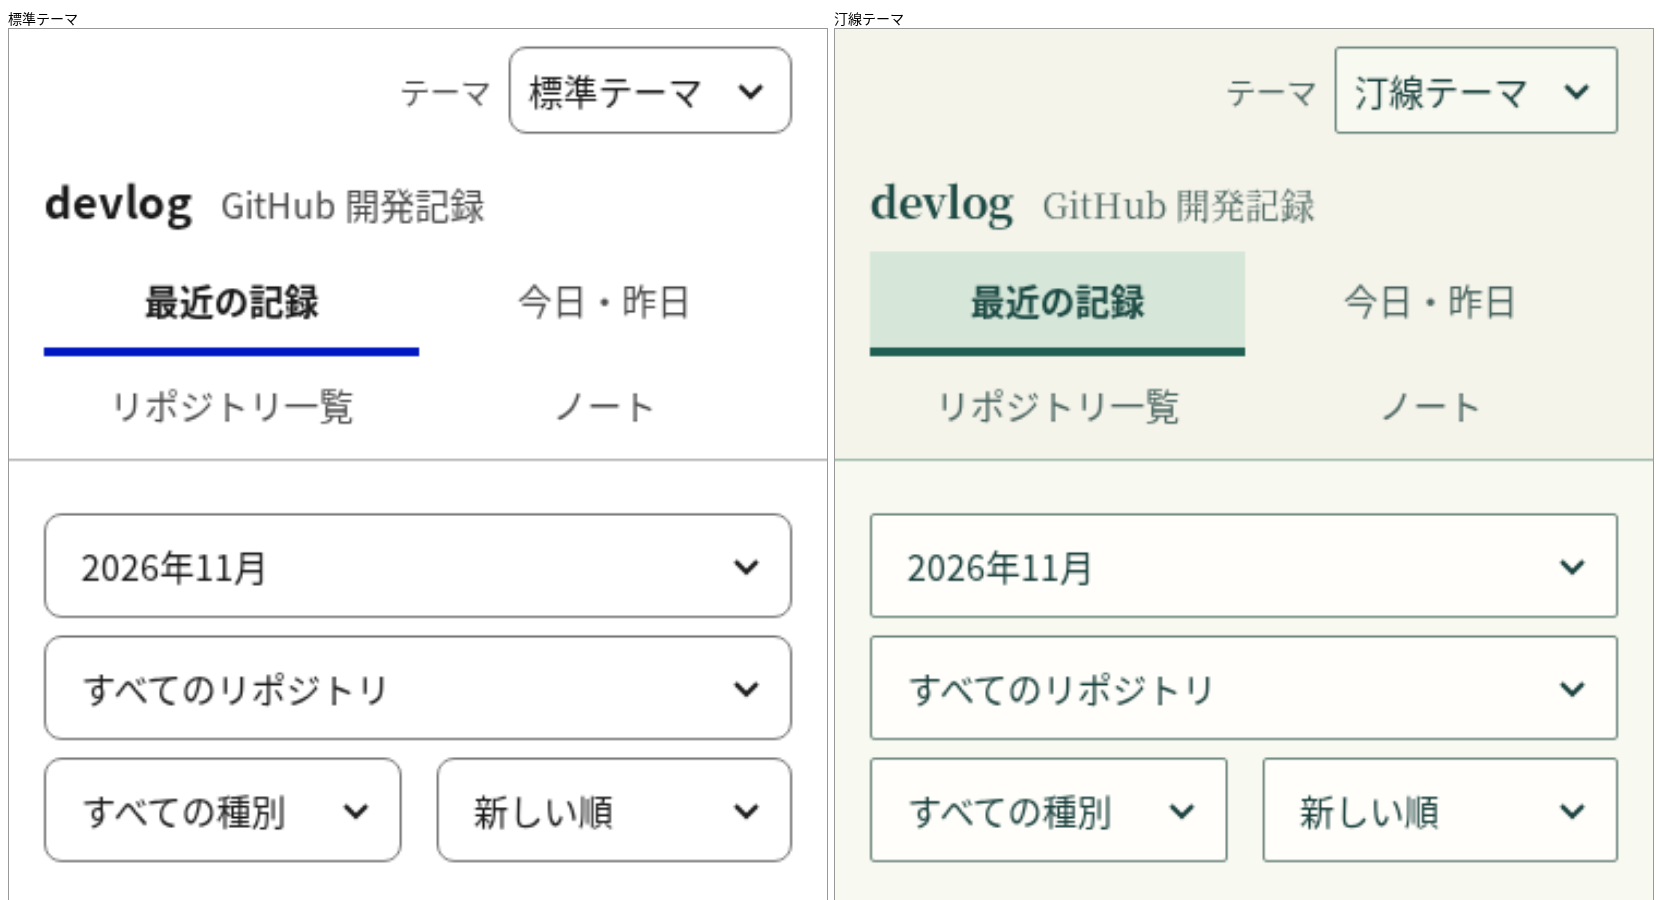 標準テーマ
テーマ 標準テーマ
devlog GitHub 開発記録
最近の記録 今日・昨日
リポジトリ一覧 ノート
2026年11月
すべてのリポジトリ
すべての種別 新しい順
汀線テーマ
テーマ 汀線テーマ
devlog GitHub 開発記録
最近の記録 今日・昨日
リポジトリ一覧 ノート
2026年11月
すべてのリポジトリ
すべての種別 新しい順